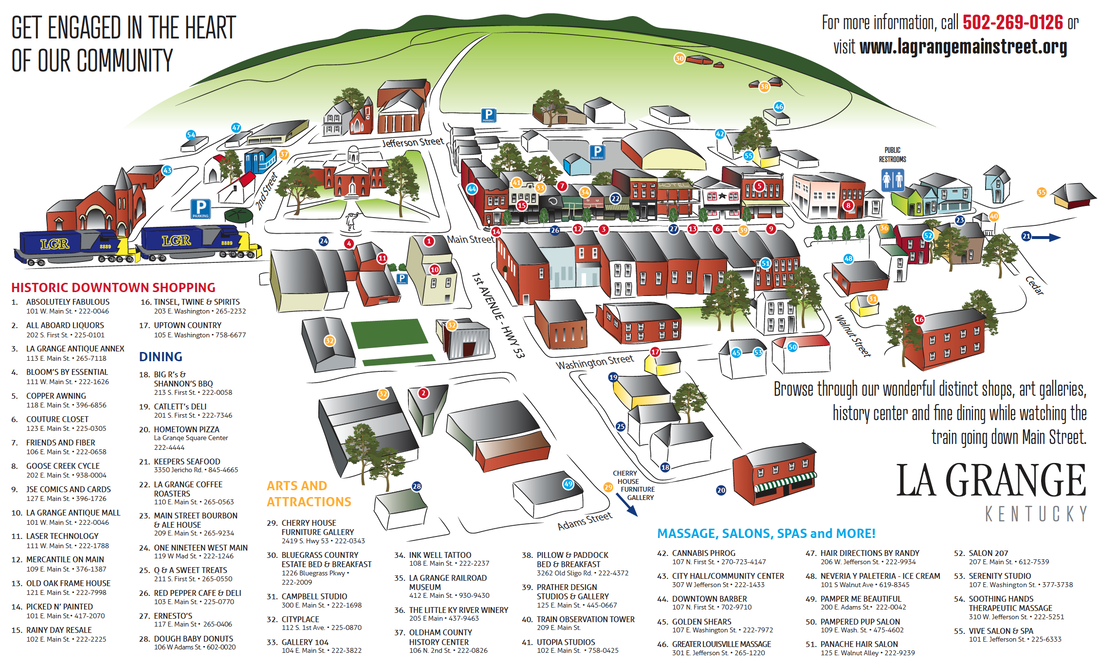 GET ENGAGED IN THE HEART
OF OUR COMMUNITY
For more information, call 502-269-0126 or
visit www.lagrangemainstreet.org
Jefferson Street
2nd Street
PARKING
P
P
P
P
PUBLIC
RESTROOMS
LGR
LGR
Main Street
1st AVENUE - HWY 53
Washington Street
Walnut Street
Cedar
Adams Street
CHERRY
HOUSE
FURNITURE
GALLERY
Browse through our wonderful distinct shops, art galleries,
history center and fine dining while watching the
train going down Main Street.
LA GRANGE
KENTUCKY
HISTORIC DOWNTOWN SHOPPING
1. ABSOLUTELY FABULOUS
101 W. Main St. • 222-0046
2. ALL ABOARD LIQUORS
202 S. First St. • 225-0101
3. LA GRANGE ANTIQUE ANNEX
113 E. Main St. • 265-7118
4. BLOOM'S BY ESSENTIAL
111 W. Main St. • 222-1626
5. COPPER AWNING
118 E. Main St. • 396-6856
6. COUTURE CLOSET
123 E. Main St. • 225-0305
7. FRIENDS AND FIBER
106 E. Main St. • 222-0658
8. GOOSE CREEK CYCLE
202 E. Main St. • 938-0004
9. JSE COMICS AND CARDS
127 E. Main St. • 396-1726
10. LA GRANGE ANTIQUE MALL
101 W. Main St. • 222-0046
11. LASER TECHNOLOGY
111 W. Main St. • 222-1788
12. MERCANTILE ON MAIN
109 E. Main St. • 376-1387
13. OLD OAK FRAME HOUSE
121 E. Main St. • 222-7998
14. PICKED N' PAINTED
101 E. Main St. • 417-2070
15. RAINY DAY RESALE
102 E. Main St. • 222-2225
16. TINSEL, TWINE & SPIRITS
203 E. Washington • 265-2232
17. UPTOWN COUNTRY
105 E. Washington • 758-6677
DINING
18. BIG R's &
SHANNON'S BBQ
213 S. First St. • 222-0058
19. CATLETT's DELI
201 S. First St. • 222-7346
20. HOMETOWN PIZZA
La Grange Square Center
222-4444
21. KEEPERS SEAFOOD
3350 Jericho Rd. • 845-4665
22. LA GRANGE COFFEE
ROASTERS
110 E. Main St. • 265-0563
23. MAIN STREET BOURBON
& ALE HOUSE
209 E. Main St. • 265-9234
24. ONE NINETEEN WEST MAIN
119 W Mad St. • 222-1246
25. Q & A SWEET TREATS
211 S. First St. • 265-0550
26. RED PEPPER CAFE & DELI
103 E. Main St. • 225-0770
27. ERNESTO'S
117 E. Main St. • 265-0406
28. DOUGH BABY DONUTS
106 W Adams St. • 602-0020
ARTS AND
ATTRACTIONS
29. CHERRY HOUSE
FURNITURE GALLERY
2419 S. Hwy 53 • 222-0343
30. BLUEGRASS COUNTRY
ESTATE BED & BREAKFAST
1226 Bluegrass Pkwy •
222-2009
31. CAMPBELL STUDIO
300 E. Main St. • 222-1698
32. CITYPLACE
112 S. 1st Ave. • 225-0870
33. GALLERY 104
104 E. Main St. • 222-3822
34. INK WELL TATTOO
108 E. Main St. • 222-2237
35. LA GRANGE RAILROAD
MUSEUM
412 E. Main St. • 930-9430
36. THE LITTLE KY RIVER WINERY
205 E Main • 437-9463
37. OLDHAM COUNTY
HISTORY CENTER
106 N. 2nd St. • 222-0826
38. PILLOW & PADDOCK
BED & BREAKFAST
3262 Old Sligo Rd. • 222-4372
39. PRATHER DESIGN
STUDIOS & GALLERY
125 E. Main St. • 445-0667
40. TRAIN OBSERVATION TOWER
209 E. Main St.
41. UTOPIA STUDIOS
102 E. Main St. • 758-0425
MASSAGE, SALONS, SPAS and MORE!
42. CANNABIS PHROG
107 N. First St. • 270-723-4147
43. CITY HALL/COMMUNITY CENTER
307 W Jefferson St. • 222-1433
44. DOWNTOWN BARBER
107 N. First St. • 702-9710
45. GOLDEN SHEARS
107 E. Washington St. • 222-7972
46. GREATER LOUISVILLE MASSAGE
301 E. Jefferson St. • 265-1220
47. HAIR DIRECTIONS BY RANDY
206 W. Jefferson St. • 222-9934
48. NEVERIA Y PALETERIA - ICE CREAM
101 S Walnut Ave • 619-8345
49. PAMPER ME BEAUTIFUL
200 E. Adams St. • 222-0042
50. PAMPERED PUP SALON
109 E. Wash. St. • 475-4602
51. PANACHE HAIR SALON
125 E. Walnut Alley • 222-9239
52. SALON 207
207 E. Main St. • 612-7539
53. SERENITY STUDIO
107 E. Washington St. • 377-3738
54. SOOTHING HANDS
THERAPEUTIC MASSAGE
310 W. Jefferson St. • 222-5251
55. VIVE SALON & SPA
101 E. Jefferson St. • 225-6333